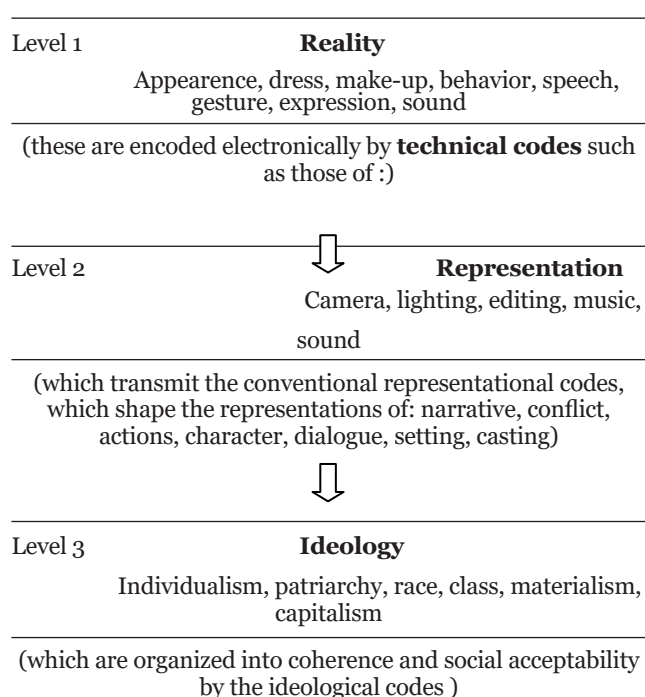 Level 1 Reality
Appearence, dress, make-up, behavior, speech,
gesture, expression, sound
(these are encoded electronically by technical codes such
as those of :)
Level 2 Representation
Camera, lighting, editing, music,
sound
(which transmit the conventional representational codes,
which shape the representations of: narrative, conflict,
actions, character, dialogue, setting, casting)
Level 3 Ideology
Individualism, patriarchy, race, class, materialism,
capitalism
(which are organized into coherence and social acceptability
by the ideological codes )